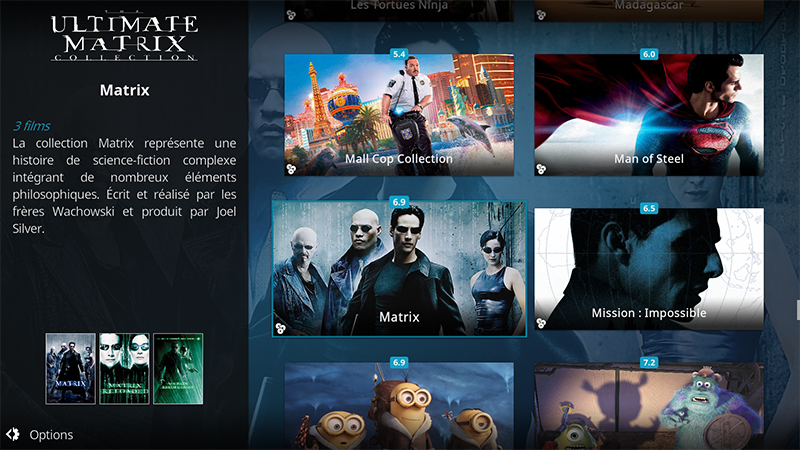 THE
ULTIMATE
MATRIX
COLLECTION
Matrix
3 films
La collection Matrix représente une
histoire de science-fiction complexe
intégrant de nombreux éléments
philosophiques. Écrit et réalisé par les
frères Wachowski et produit par Joel
Silver.
MATRIX
MATRIX
RELOADED
MATRIX
Options
Les Tortues Ninja
Madagascar
5.4
Mall Cop Collection
6.0
Man of Steel
6.9
Matrix
6.5
Mission : Impossible
6.9
7.2